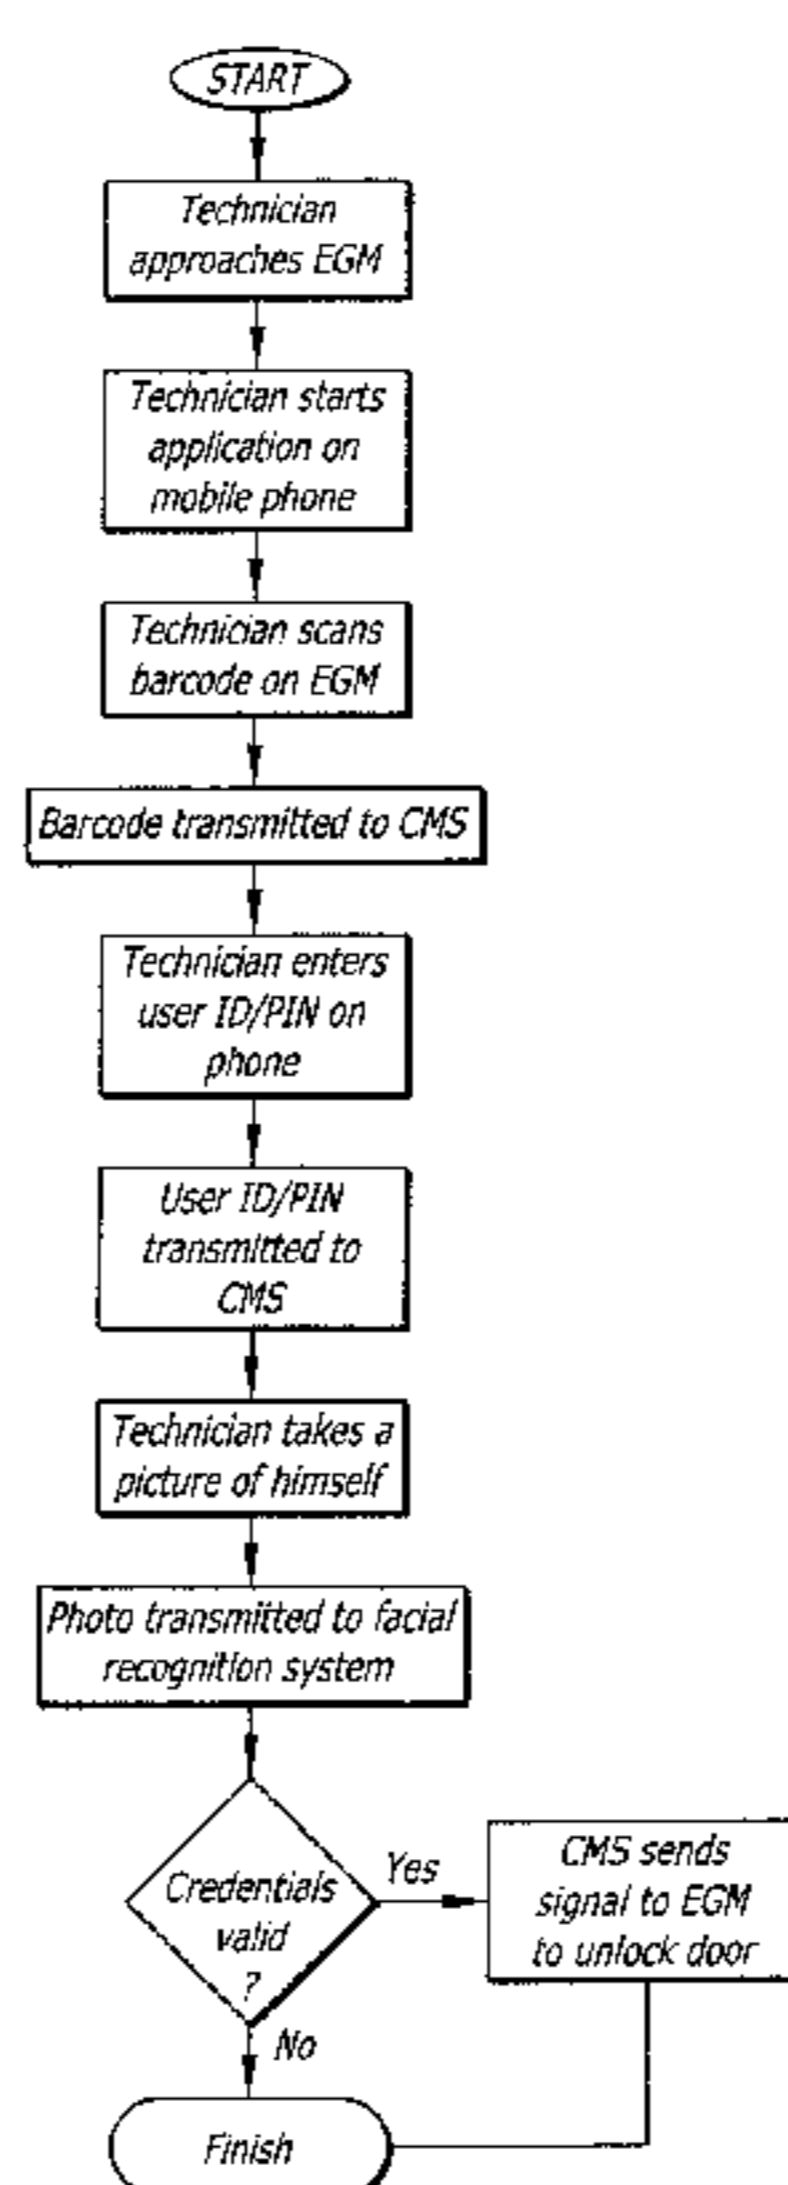 START
Technician
approaches EGM
Technician starts
application on
mobile phone
Technician scans
barcode on EGM
Barcode transmitted to CMS
Technician enters
user ID/PIN on
phone
User ID/PIN
transmitted to
CMS
Technician takes a
picture of himself
Photo transmitted to facial
recognition system
Credentials
valid
?
Yes
CMS sends
signal to EGM
to unlock door
No
Finish